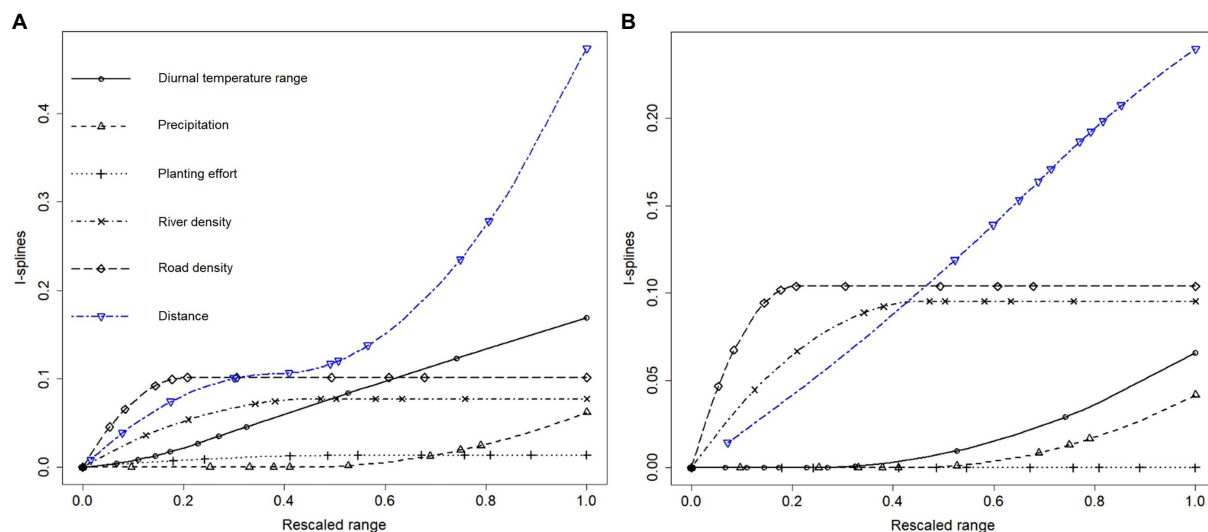 A
I-splines
0.4
0.3
0.2
0.1
0.0
Diurnal temperature range
Precipitation
Planting effort
River density
Road density
Distance
0.0 0.2 0.4 0.6 0.8 1.0
Rescaled range
B
I-splines
0.20
0.15
0.10
0.05
0.00
0.0 0.2 0.4 0.6 0.8 1.0
Rescaled range